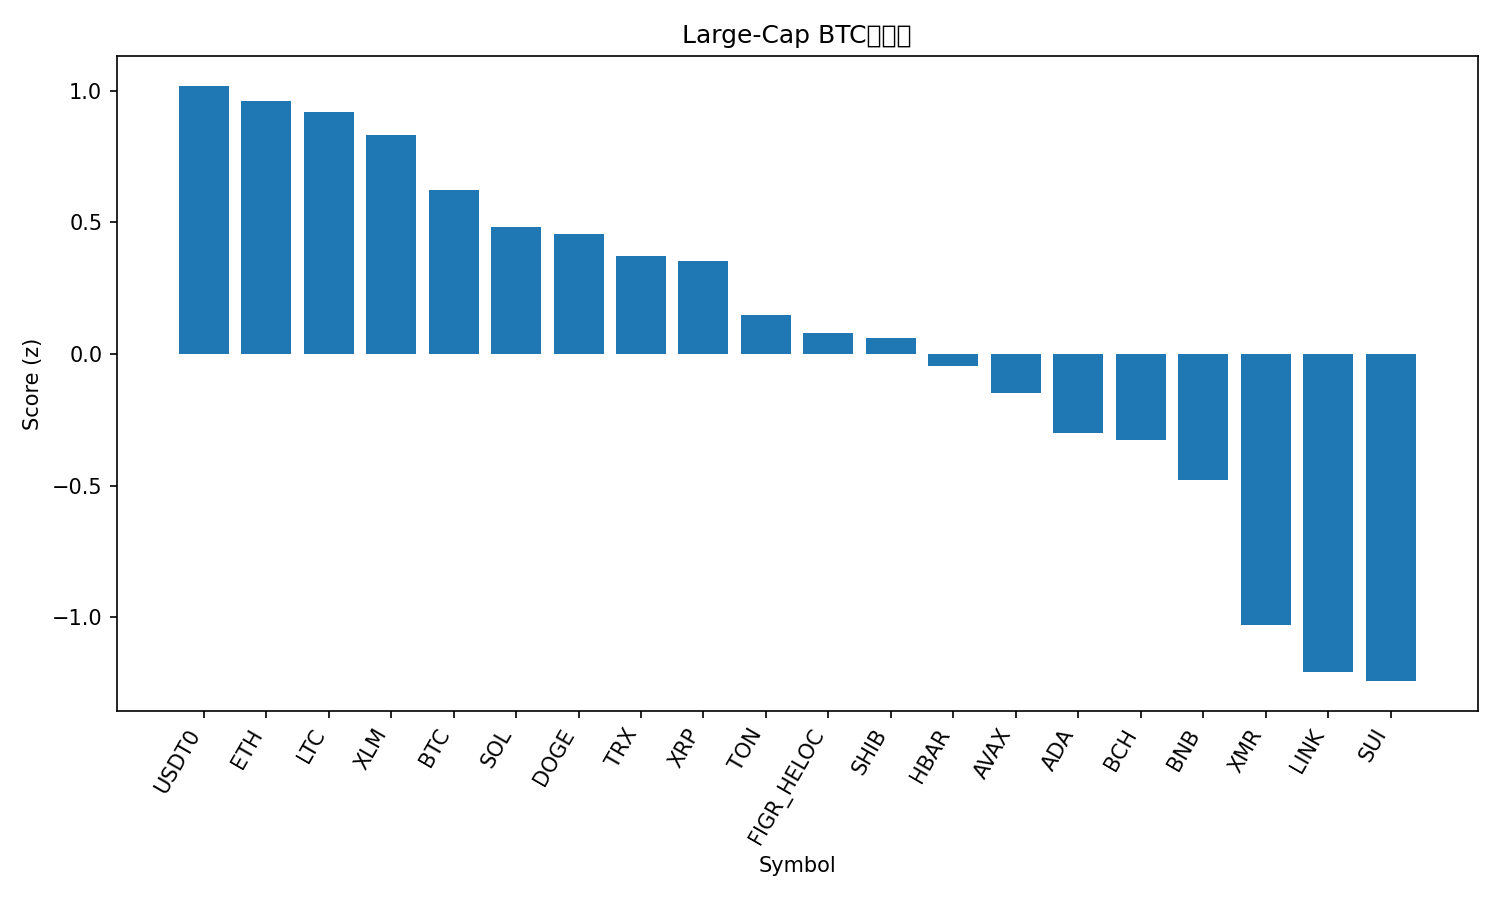 Large-Cap BTC
1.0
0.5
0.0
−0.5
−1.0
Score (z)
USDT0
ETH
LTC
XLM
BTC
SOL
DOGE
TRX
XRP
TON
FIGR_HELOC
SHIB
HBAR
AVAX
ADA
BCH
BNB
XMR
LINK
SUI
Symbol